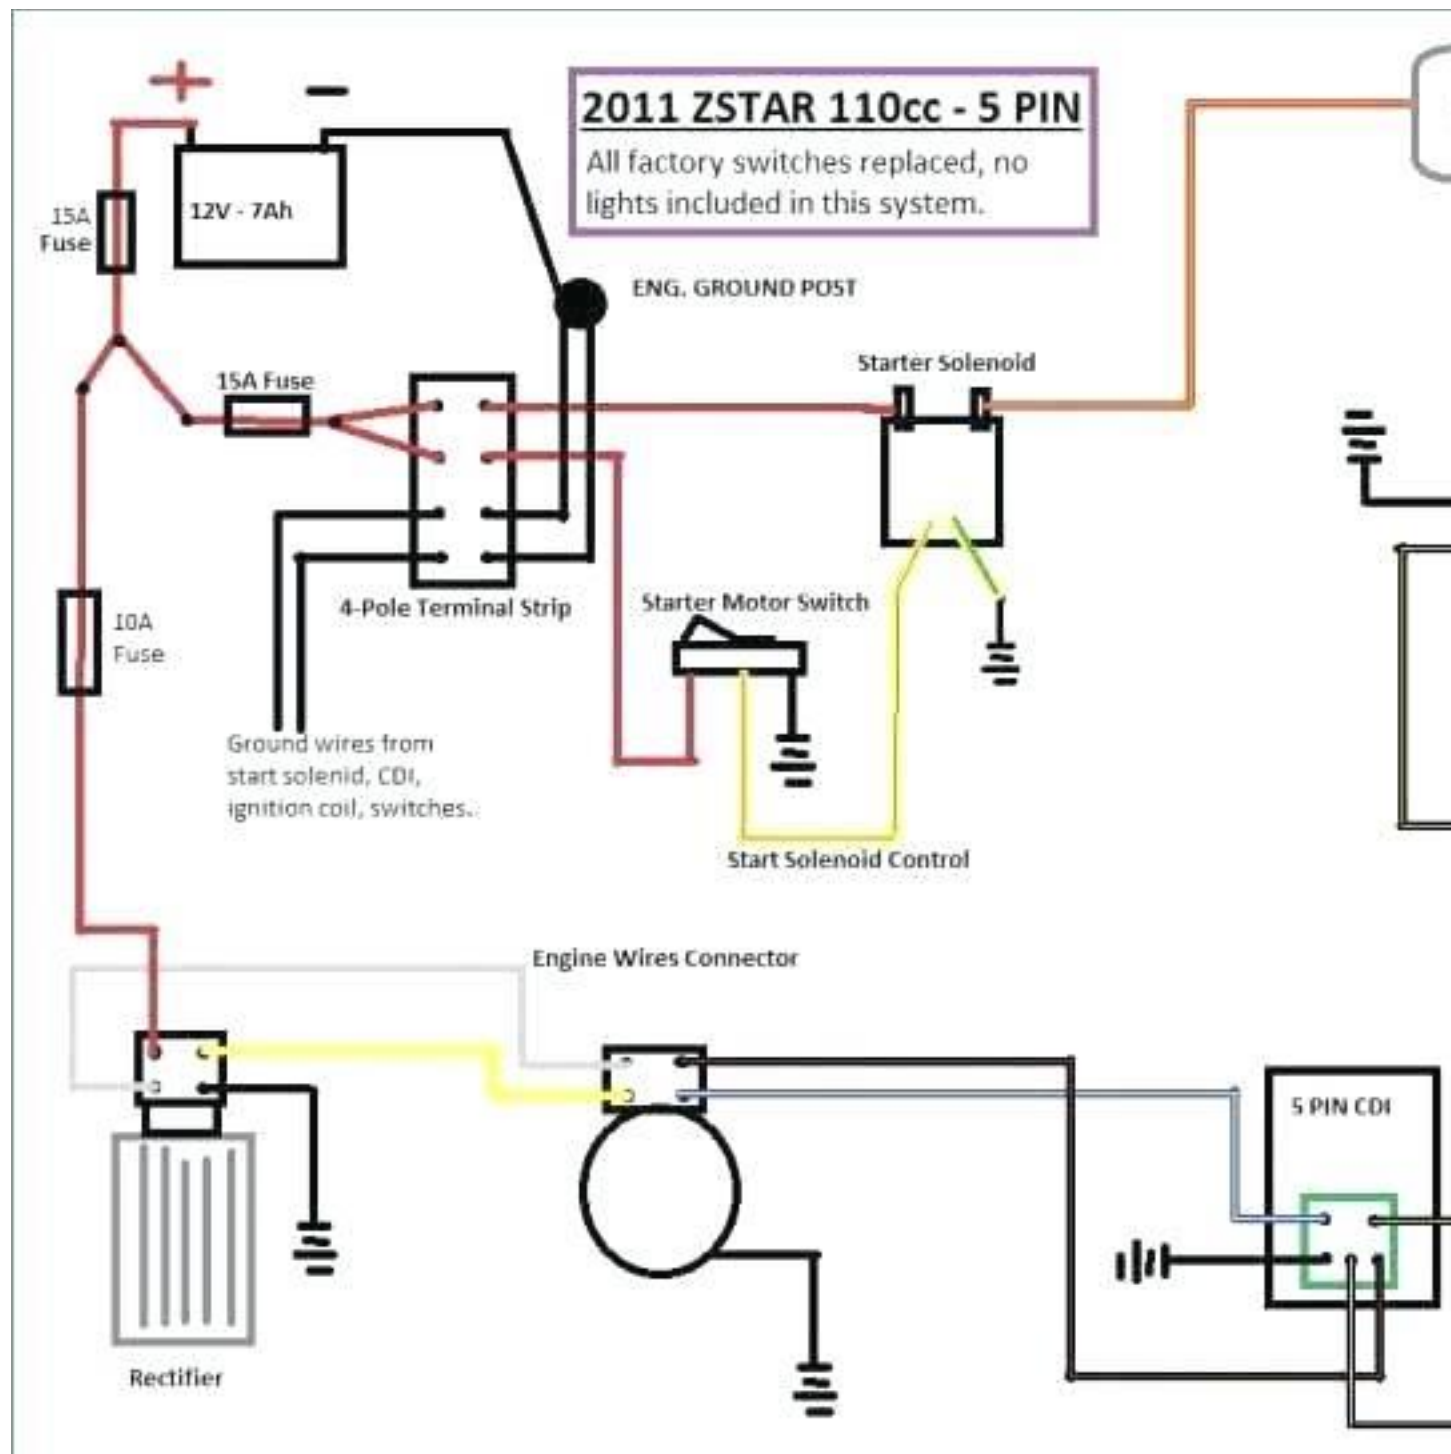 +
-
2011 ZSTAR 110cc - 5 PIN
All factory switches replaced, no
lights included in this system.
12V - 7Ah
15A
Fuse
ENG. GROUND POST
Starter Solenoid
15A Fuse
4-Pole Terminal Strip
Starter Motor Switch
10A
Fuse
Ground wires from
start solenid, CDI,
ignition coil, switches.
Start Solenoid Control
Engine Wires Connector
5 PIN CDI
Rectifier